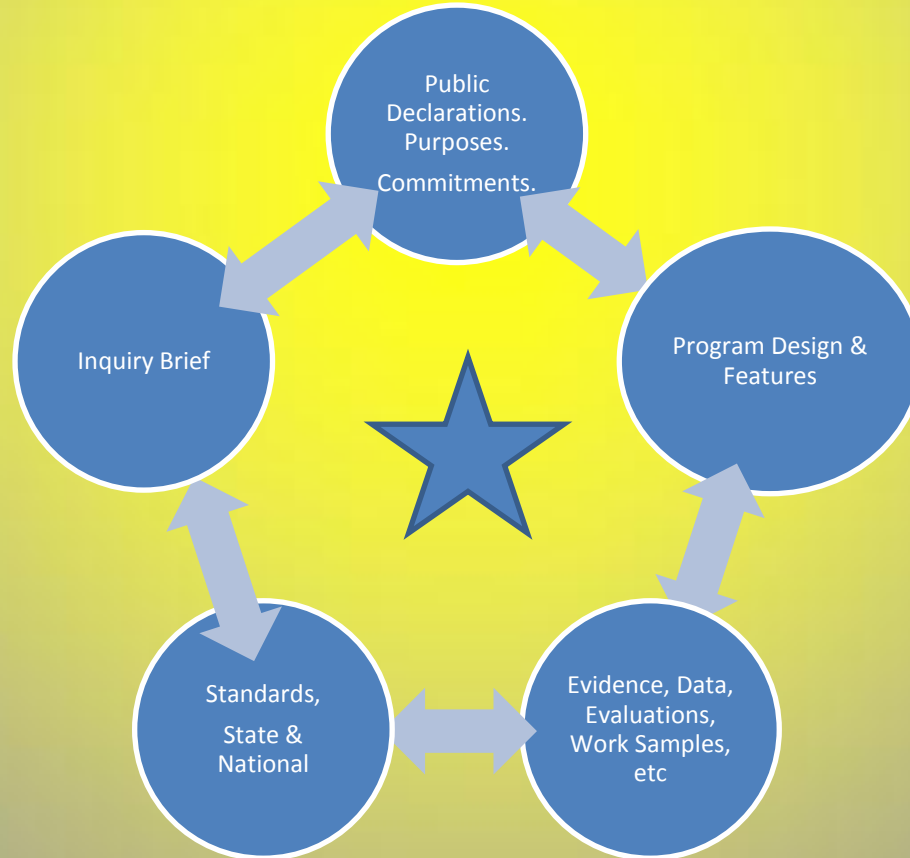 Public
Declarations.
Purposes.
Commitments.
Inquiry Brief
Program Design &
Features
Standards,
State &
National
Evidence, Data,
Evaluations,
Work Samples,
etc